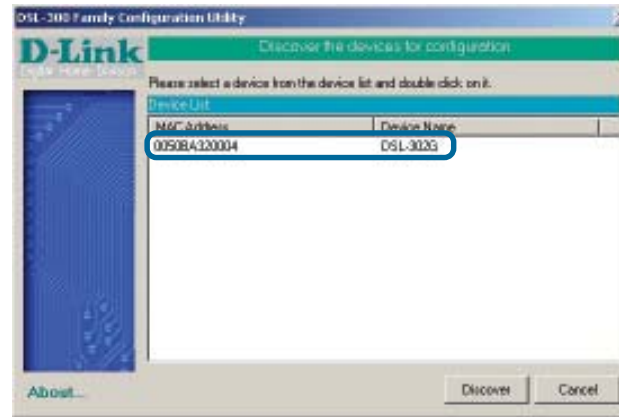 DSL-300 Family Configuration Utility
D-Link
Discover the devices for configuration
Please select a device from the device list and double click on it.
Device List
MAC Address Device Name
0050BA320004 DSL-302G
About...
Discover Cancel